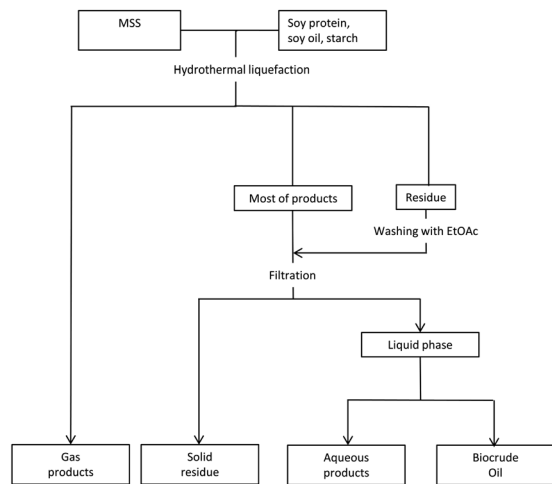 MSS
Soy protein,
soy oil, starch
Hydrothermal liquefaction
Most of products
Residue
Washing with EtOAc
Filtration
Liquid phase
Gas
products
Solid
residue
Aqueous
products
Biocrude
Oil